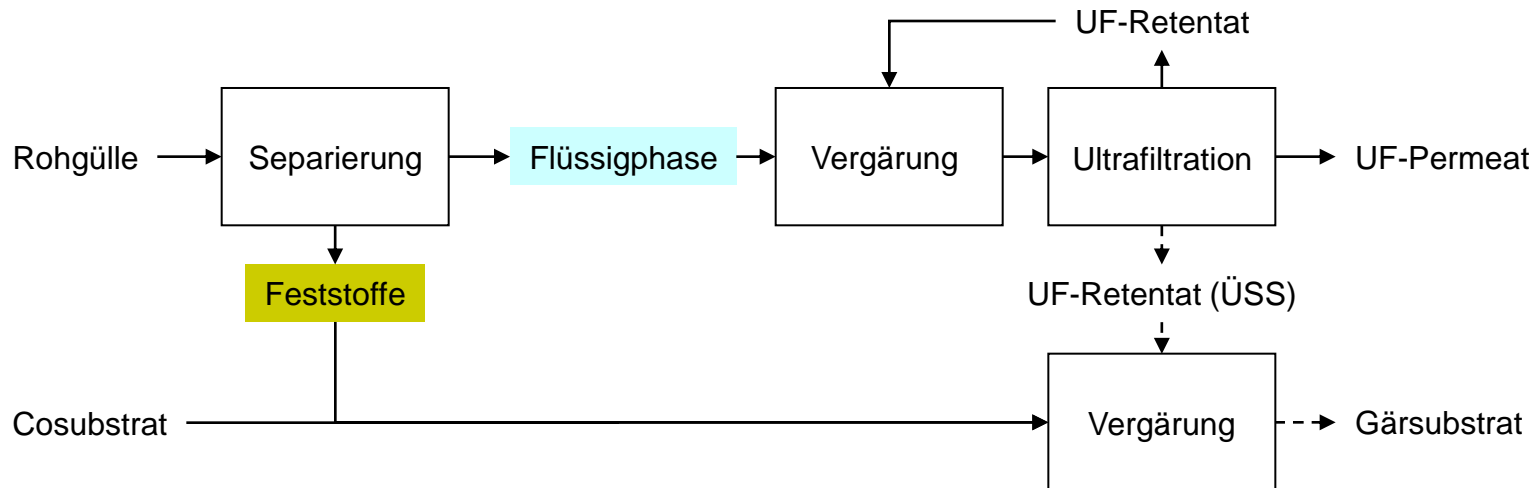 UF-Retentat
Rohgülle
Separierung
Flüssigphase
Vergärung
Ultrafiltration
UF-Permeat
Feststoffe
UF-Retentat (ÜSS)
Cosubstrat
Vergärung
Gärsubstrat